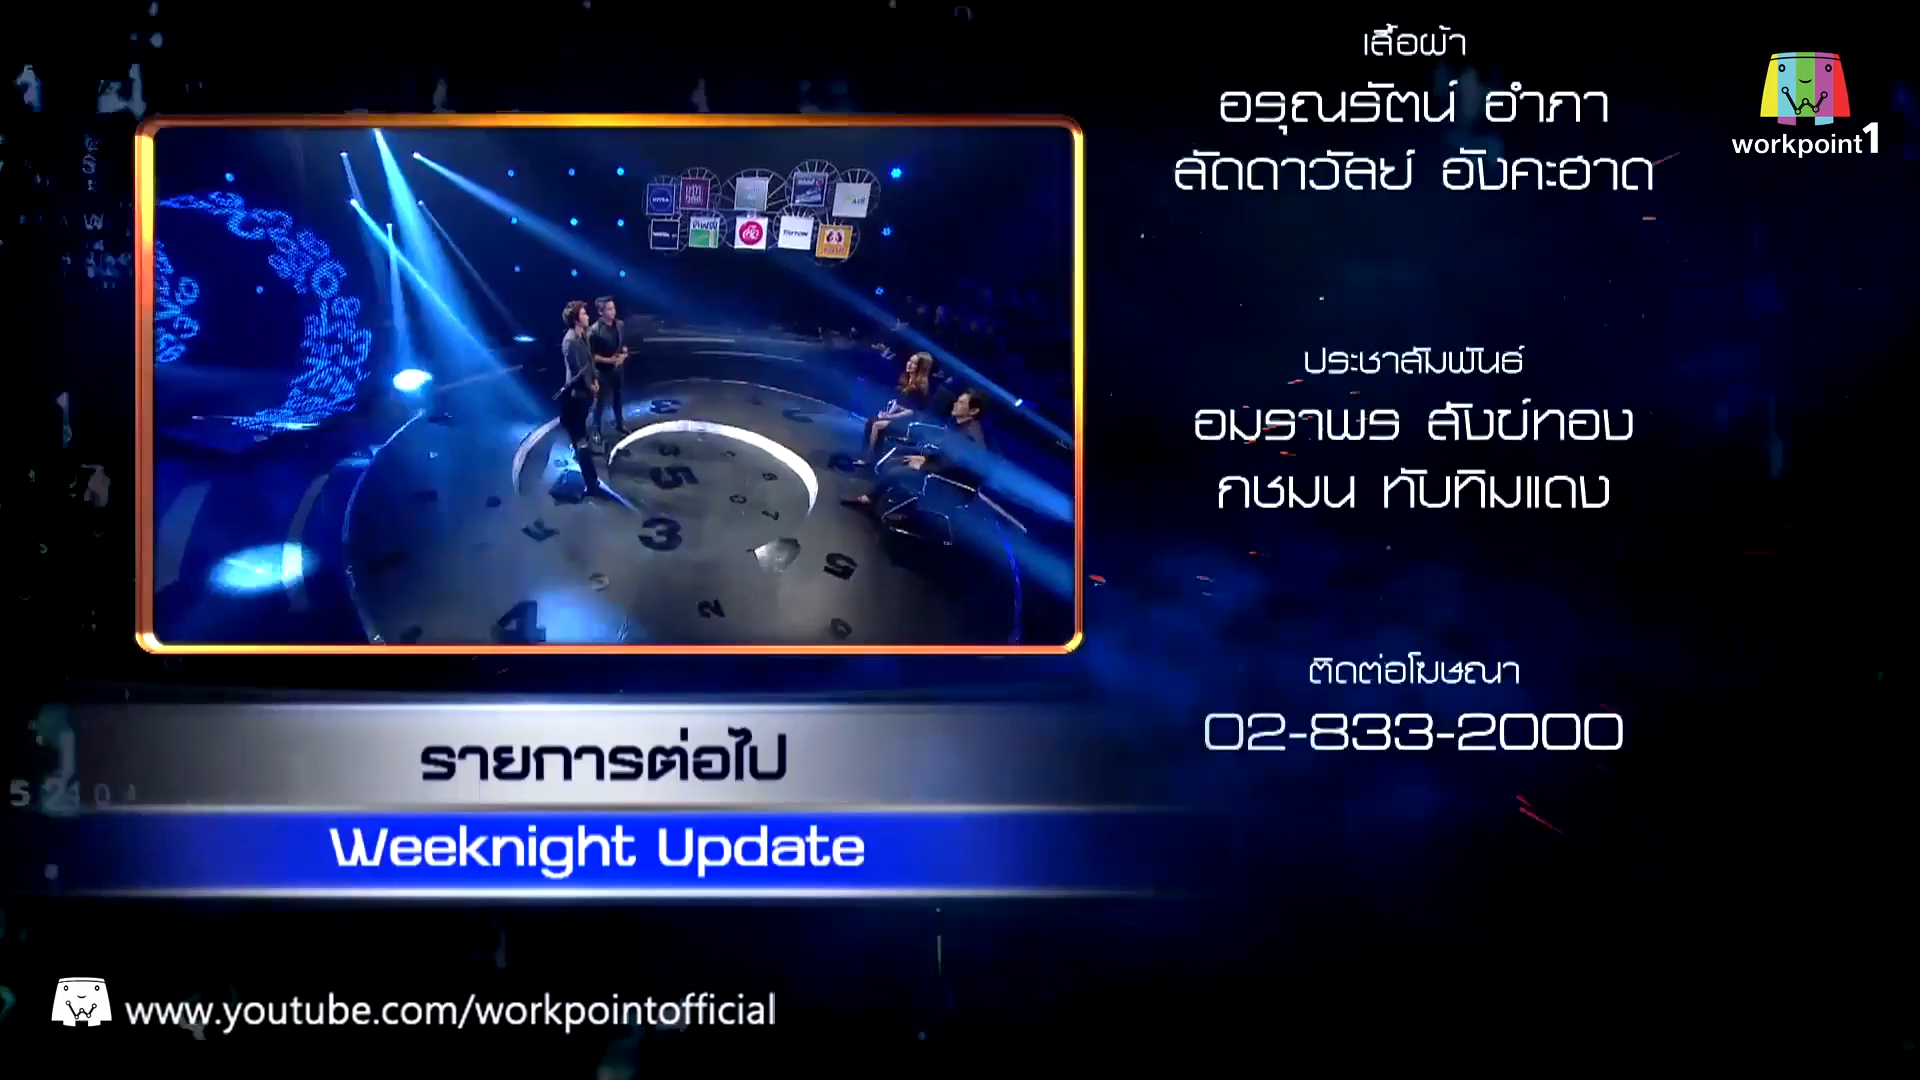 เสื้อผ้า
อรุณรัตน์ อำภา
ลัดดาวัลย์ อังคะฮาด
workpoint1
ประชาสัมพันธ์
อมราพร สังข์ทอง
กชมน ทับทิมแดง
ติดต่อโฆษณา
02-833-2000
รายการต่อไป
Weeknight Update
www.youtube.com/workpointofficial